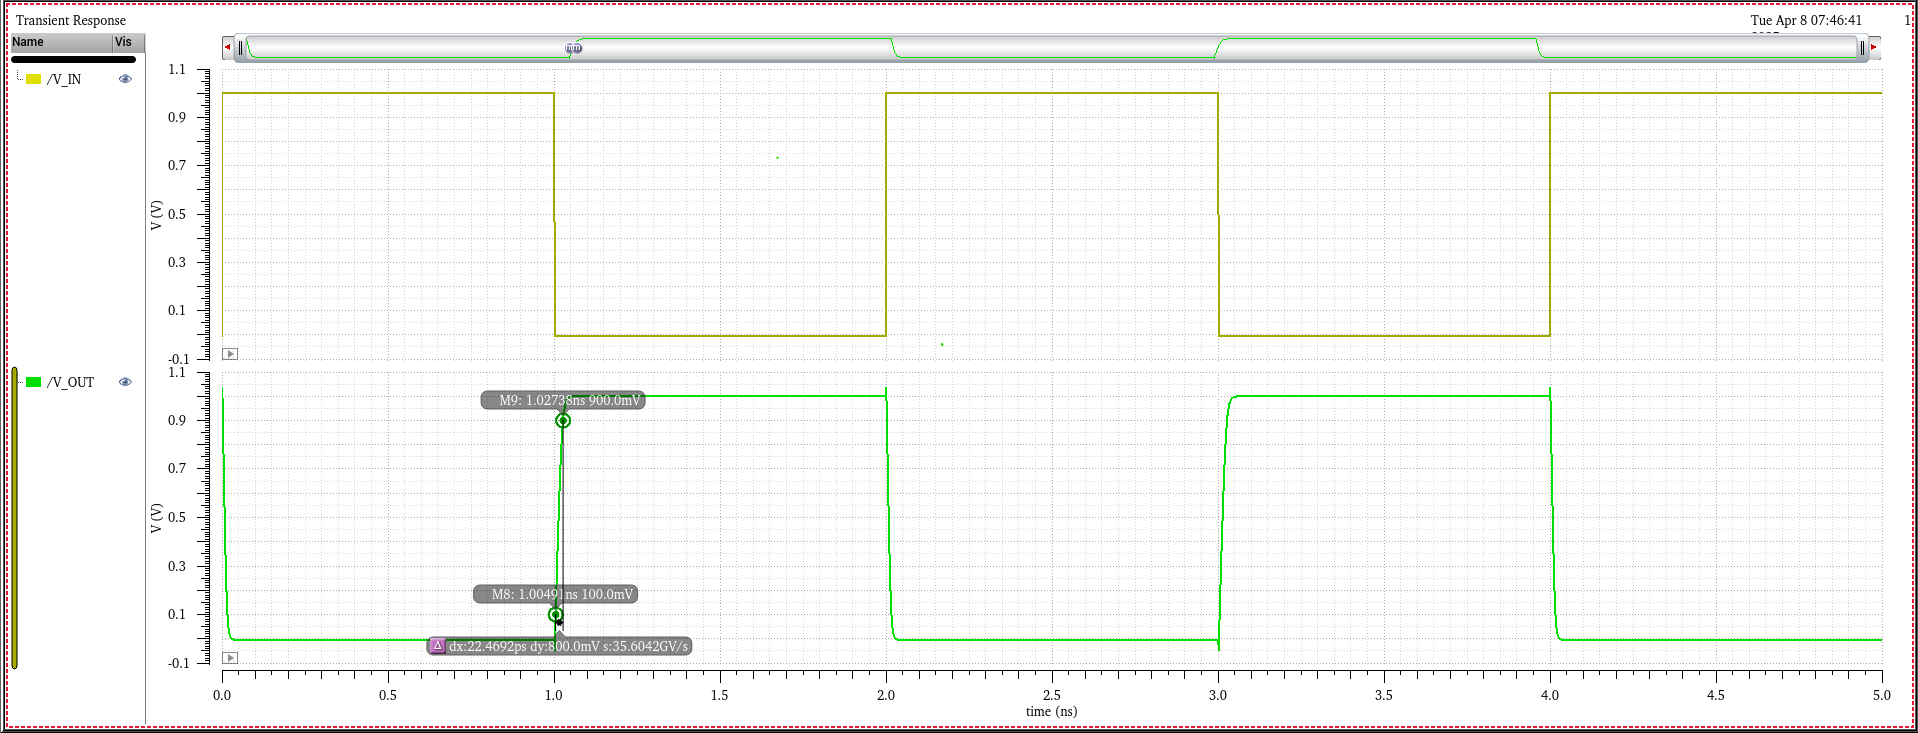 Transient Response
Tue Apr 8 07:46:41 1
Name Vis
/V_IN
1.1
0.9
0.7
0.5
0.3
0.1
-0.1
V (V)
/V_OUT
1.1
0.9
0.7
0.5
0.3
0.1
-0.1
V (V)
M9: 1.02738ns 900.0mV
M8: 1.00491ns 100.0mV
Δ dx:22.4692ps dy:800.0mV s:35.6042GV/s
0.0 0.5 1.0 1.5 2.0 2.5 3.0 3.5 4.0 4.5 5.0
time (ns)